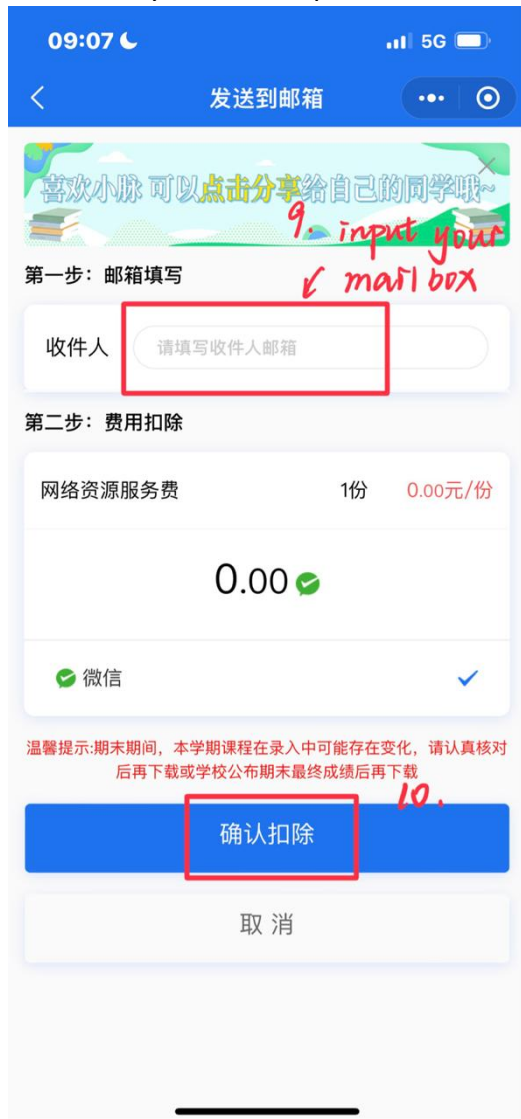 09:07
5G
发送到邮箱
喜欢小脉 可以点击分享给自己的同学哦~
9. input your
mail box
第一步：邮箱填写
收件人
请填写收件人邮箱
第二步：费用扣除
网络资源服务费 1份 0.00元/份
0.00
微信
温馨提示:期末期间，本学期课程在录入中可能存在变化，请认真核对
后再下载或学校公布期末最终成绩后再下载
10.
确认扣除
取 消